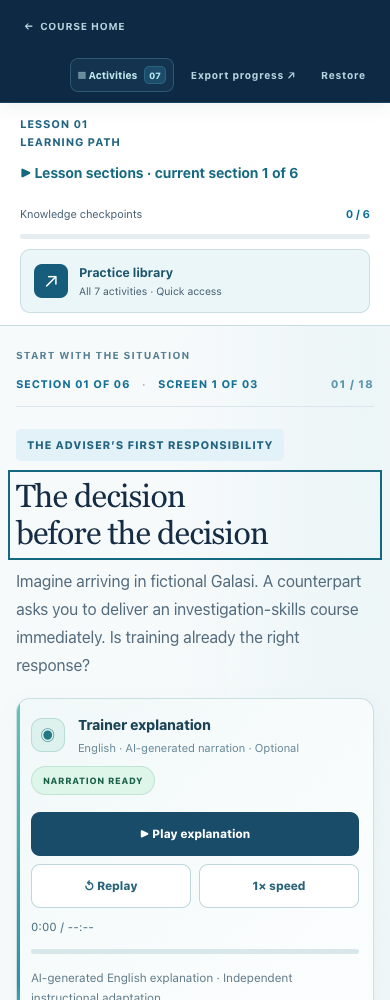 ← COURSE HOME
Activities 07
Export progress ↗
Restore
LESSON 01
LEARNING PATH
▶ Lesson sections · current section 1 of 6
Knowledge checkpoints 0 / 6
↗ Practice library
All 7 activities · Quick access
START WITH THE SITUATION
SECTION 01 OF 06 · SCREEN 1 OF 03 01 / 18
THE ADVISER'S FIRST RESPONSIBILITY
The decision
before the decision
Imagine arriving in fictional Galasi. A counterpart
asks you to deliver an investigation-skills course
immediately. Is training already the right
response?
Trainer explanation
English · AI-generated narration · Optional
NARRATION READY
▶ Play explanation
↺ Replay
1× speed
0:00 / --:--
AI-generated English explanation · Independent
instructional adaptation